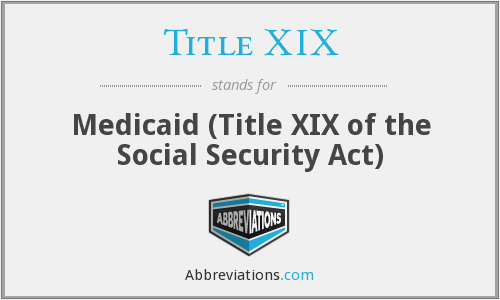 Title XIX
stands for
Medicaid (Title XIX of the
Social Security Act)
ABBREVIATIONS
Abbreviations.com